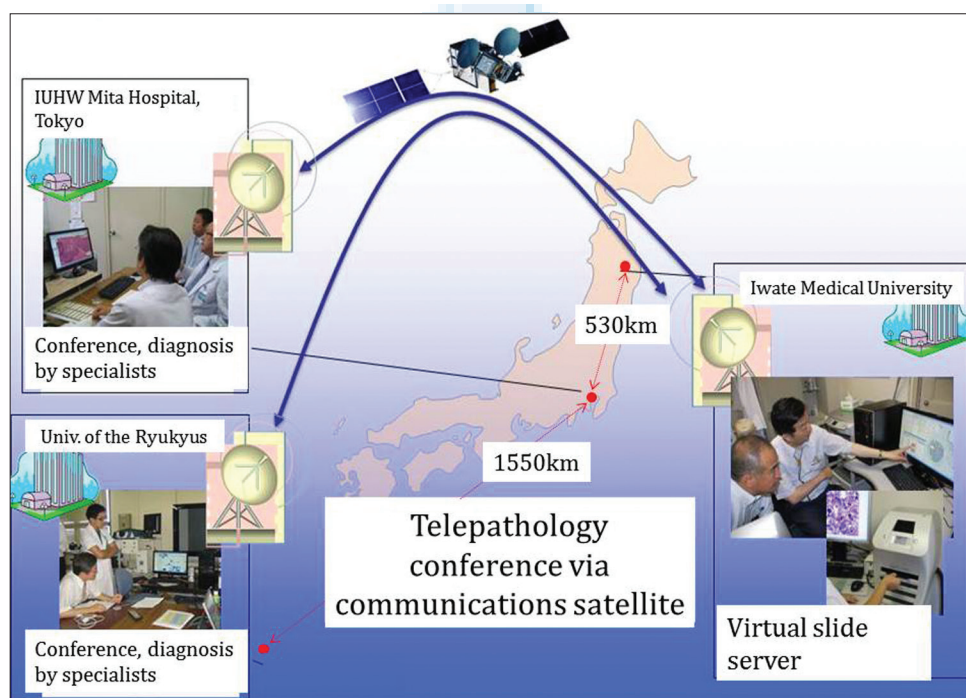 IUHW Mita Hospital,
Tokyo
Conference, diagnosis
by specialists
Univ. of the Ryukyus
Conference, diagnosis
by specialists
530km
1550km
Telepathology
conference via
communications satellite
Iwate Medical University
Virtual slide
server